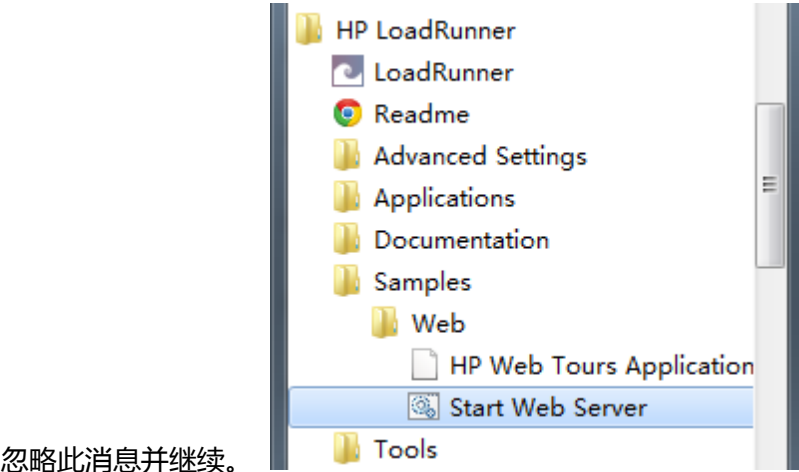 HP LoadRunner
LoadRunner
Readme
Advanced Settings
Applications
Documentation
Samples
Web
HP Web Tours Application
Start Web Server
Tools
忽略此消息并继续。